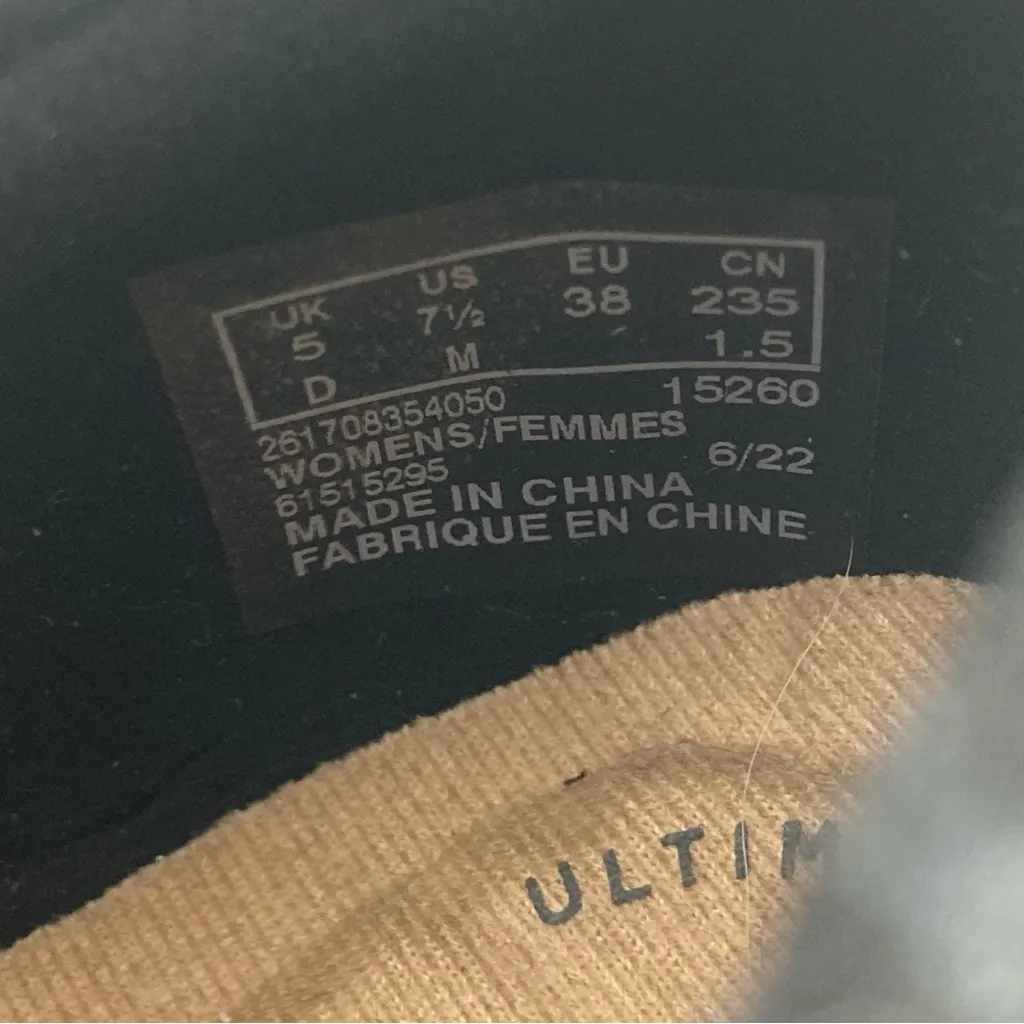 UK US EU CN
5 7½ 38 235
D M 1.5
261708354050 15260
WOMENS/FEMMES
61515295 6/22
MADE IN CHINA
FABRIQUE EN CHINE
ULTIM